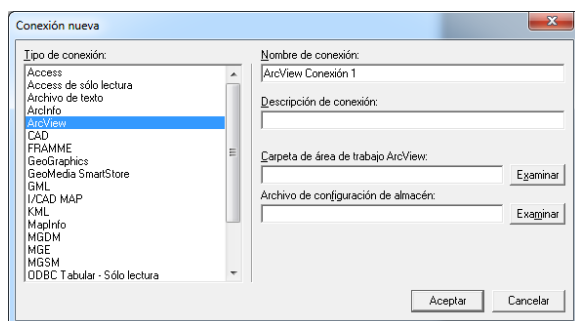 Conexión nueva
Tipo de conexión:
Access
Access de sólo lectura
Archivo de texto
ArcInfo
ArcView
CAD
FRAMME
GeoGraphics
GeoMedia SmartStore
GML
I/CAD MAP
KML
MapInfo
MGDM
MGE
MGSM
ODBC Tabular - Sólo lectura
Nombre de conexión:
ArcView Conexión 1
Descripción de conexión:
Carpeta de área de trabajo ArcView:
Examinar
Archivo de configuración de almacén:
Examinar
Aceptar
Cancelar